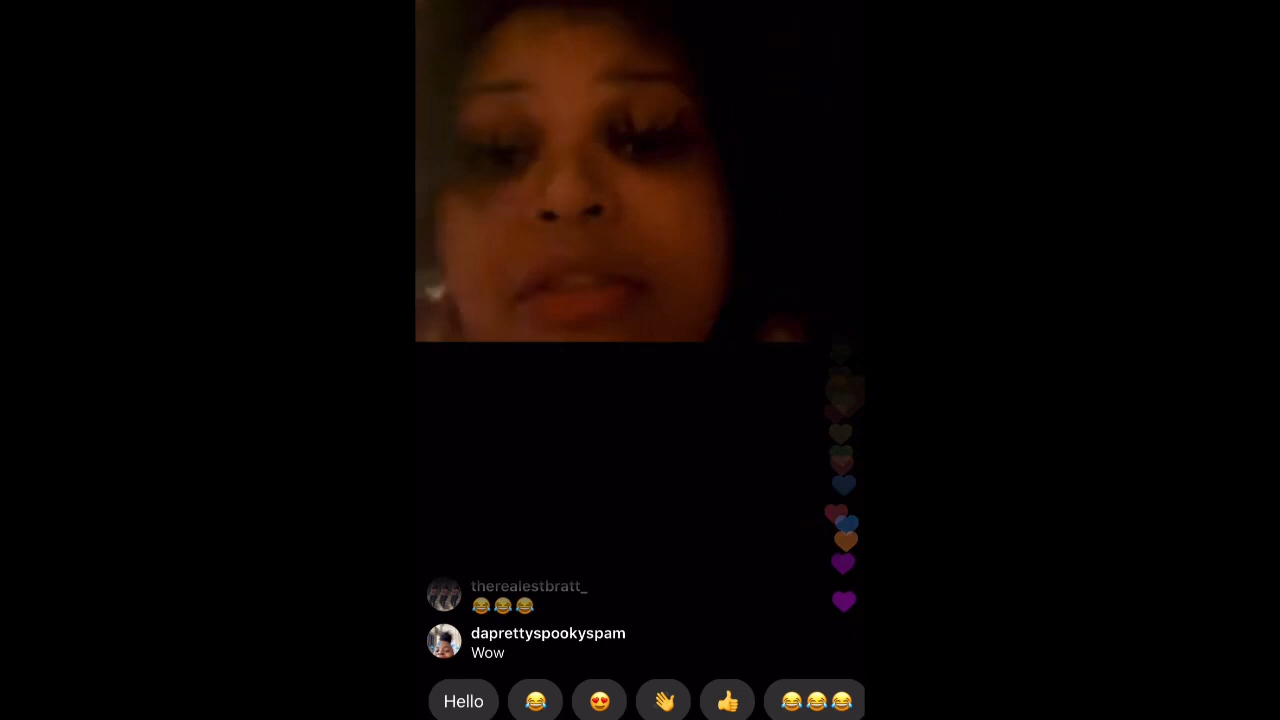 therealestbratt_
😂😂😂
daprettyspookyspam
Wow
Hello 😂 😍 👋 👍 😂😂😂